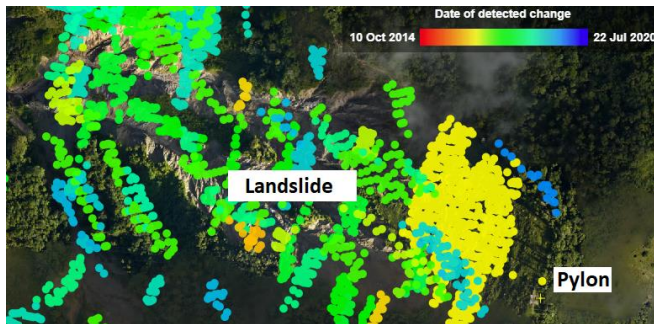 Date of detected change
10 Oct 2014
22 Jul 2020
Landslide
Pylon